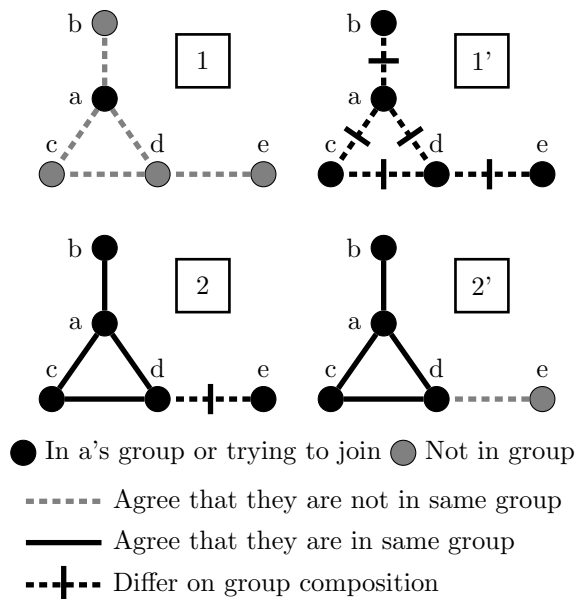 b
1
a
c d e
b
1'
a
c d e
b
2
a
c d e
b
2'
a
c d e
In a's group or trying to join
Not in group
Agree that they are not in same group
Agree that they are in same group
Differ on group composition